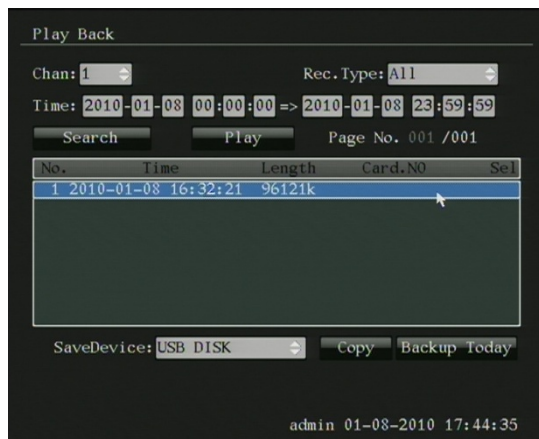 Play Back
Chan: 1 Rec.Type: All
Time: 2010-01-08 00:00:00 => 2010-01-08 23:59:59
Search Play Page No. 001 /001
No. Time Length Card.NO Sel
1 2010-01-08 16:32:21 96121k
SaveDevice: USB DISK Copy Backup Today
admin 01-08-2010 17:44:35